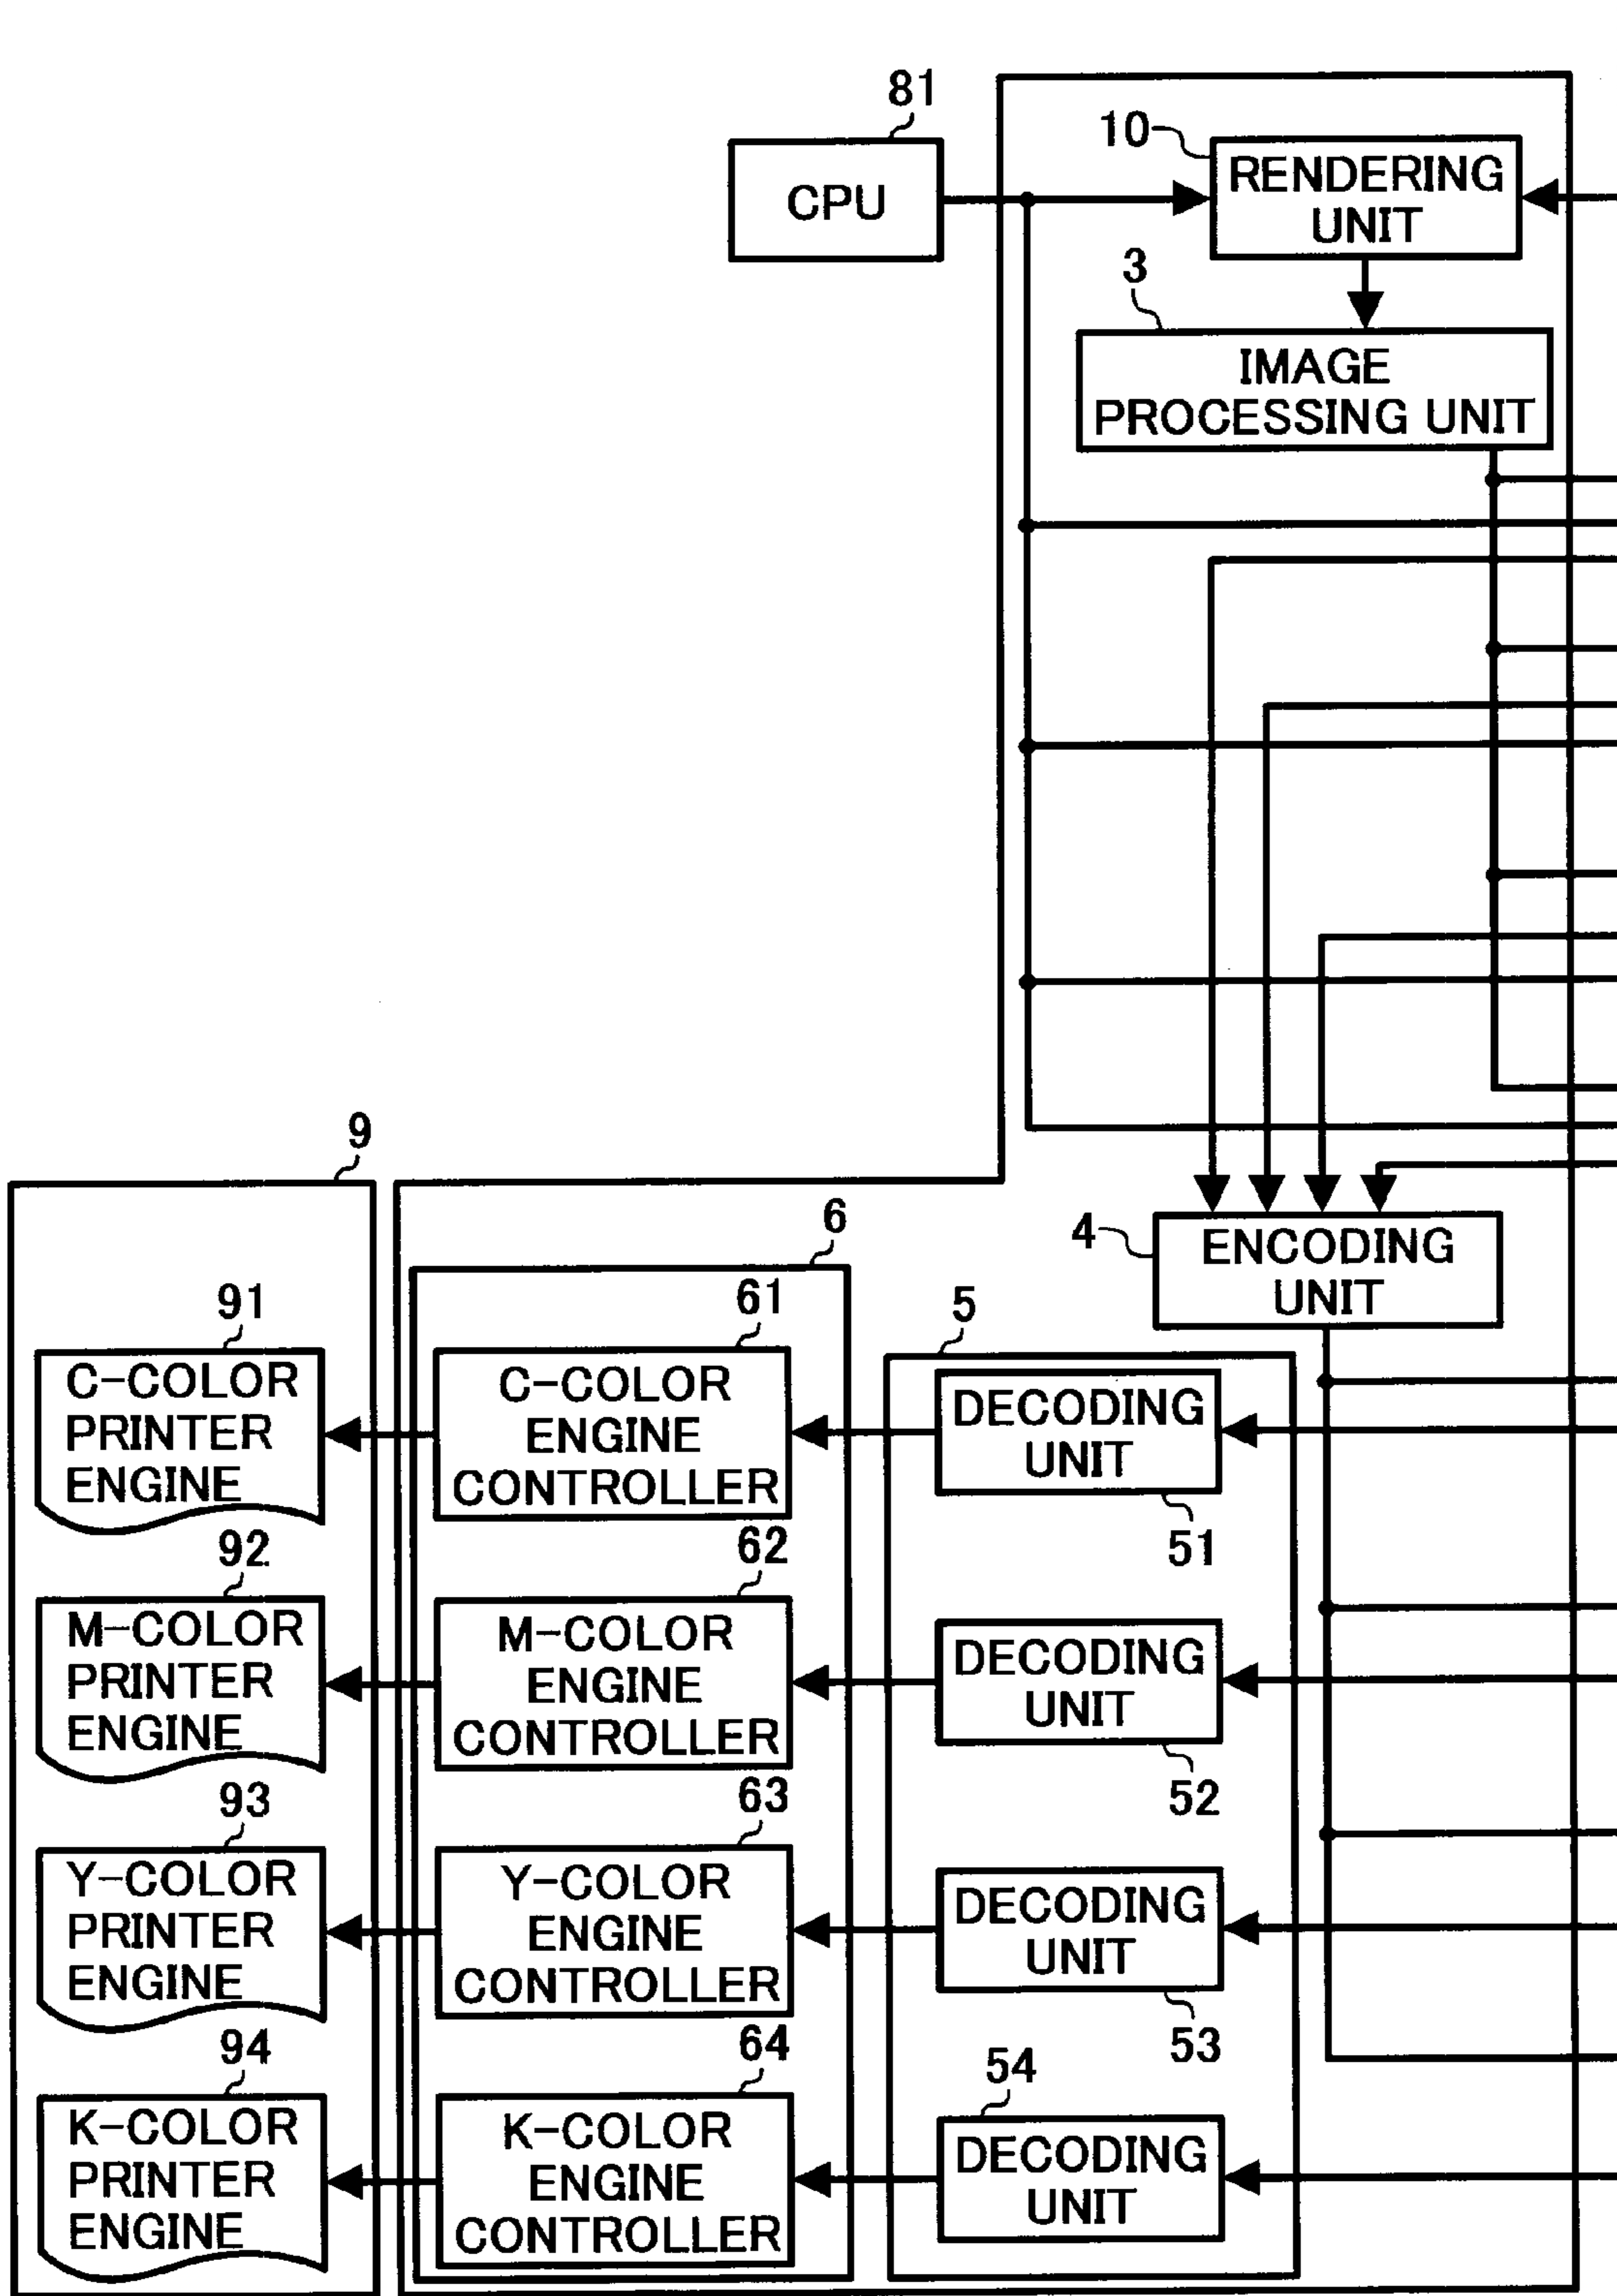 81
CPU
10
RENDERING
UNIT
3
IMAGE
PROCESSING UNIT
9
4
ENCODING
UNIT
6
5
91
C-COLOR
PRINTER
ENGINE
61
C-COLOR
ENGINE
CONTROLLER
DECODING
UNIT
51
92
M-COLOR
PRINTER
ENGINE
62
M-COLOR
ENGINE
CONTROLLER
DECODING
UNIT
52
93
Y-COLOR
PRINTER
ENGINE
63
Y-COLOR
ENGINE
CONTROLLER
DECODING
UNIT
53
94
K-COLOR
PRINTER
ENGINE
64
K-COLOR
ENGINE
CONTROLLER
54
DECODING
UNIT